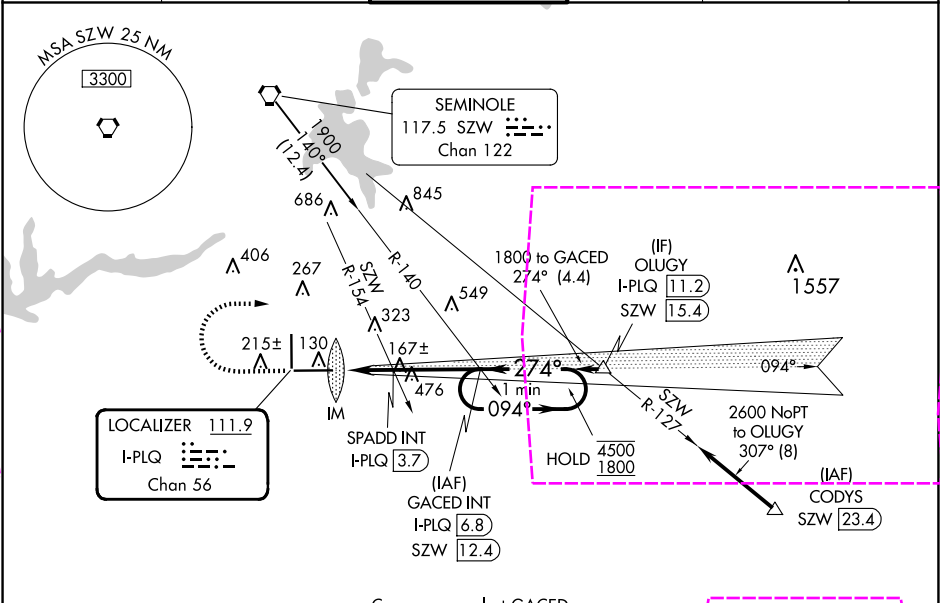 MSA SZW 25 NM
3300
SEMINOLE
117.5 SZW
Chan 122
1900
140°
(12.4)
686
845
R-140
SZW
R-154
406
267
549
323
1800 to GACED
274° (4.4)
(IF)
OLUGY
I-PLQ 11.2
SZW 15.4
1557
215±
130
167±
476
274°
1 min
094°
094°
IM
LOCALIZER 111.9
I-PLQ
Chan 56
SPADD INT
I-PLQ 3.7
(IAF)
GACED INT
I-PLQ 6.8
SZW 12.4
HOLD 4500
1800
SZW
R-127
2600 NoPT
to OLUGY
307° (8)
(IAF)
CODYS
SZW 23.4